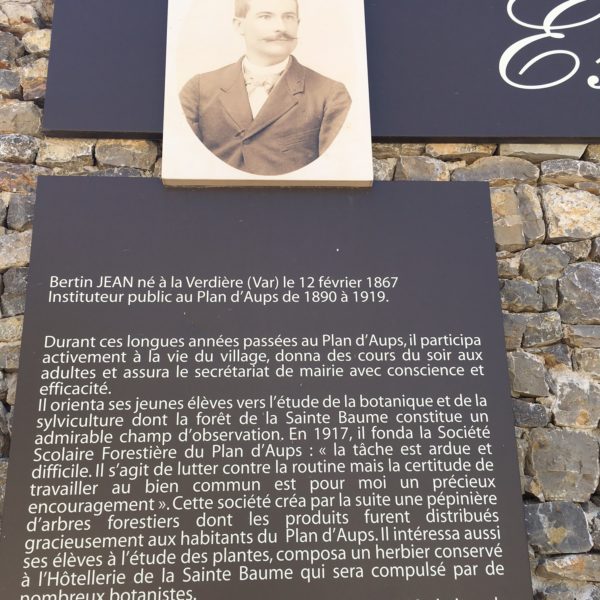 Bertin JEAN né à la Verdière (Var) le 12 février 1867
Instituteur public au Plan d'Aups de 1890 à 1919.
Durant ces longues années passées au Plan d'Aups, il participa
activement à la vie du village, donna des cours du soir aux
adultes et assura le secrétariat de mairie avec conscience et
efficacité.
Il orienta ses jeunes élèves vers l'étude de la botanique et de la
sylviculture dont la forêt de la Sainte Baume constitue un
admirable champ d'observation. En 1917, il fonda la Société
Scolaire Forestière du Plan d'Aups : « la tâche est ardue et
difficile. Il s'agit de lutter contre la routine mais la certitude de
travailler au bien commun est pour moi un précieux
encouragement ». Cette société créa par la suite une pépinière
d'arbres forestiers dont les produits furent distribués
gracieusement aux habitants du Plan d'Aups. Il intéressa aussi
ses élèves à l'étude des plantes, composa un herbier conservé
à l'Hôtellerie de la Sainte Baume qui sera compulsé par de
nombreux botanistes.